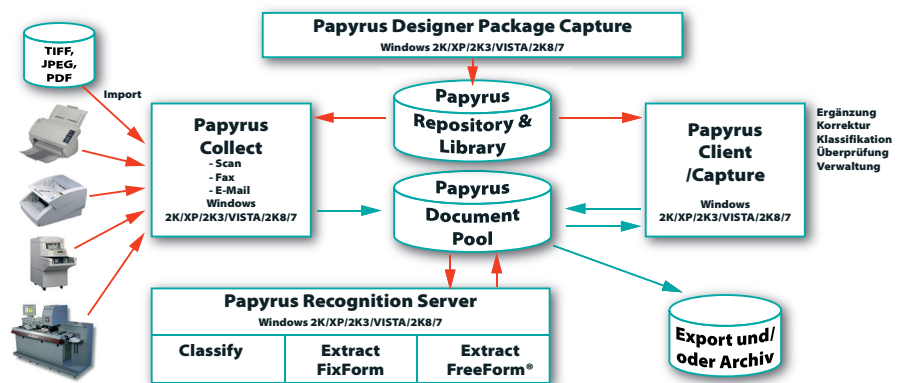 Papyrus Designer Package Capture
Windows 2K/XP/2K3/VISTA/2K8/7
TIFF,
JPEG,
PDF
Import
Papyrus
Repository &
Library
Papyrus
Collect
- Scan
- Fax
- E-Mail
Windows
2K/XP/2K3/VISTA/2K8/7
Papyrus
Client
/Capture
Windows
2K/XP/2K3/VISTA/2K8/7
Ergänzung
Korrektur
Klassifikation
Überprüfung
Verwaltung
Papyrus
Document
Pool
Papyrus Recognition Server
Windows 2K/XP/2K3/VISTA/2K8/7
Classify
Extract
FixForm
Extract
FreeForm®
Export und/
oder Archiv